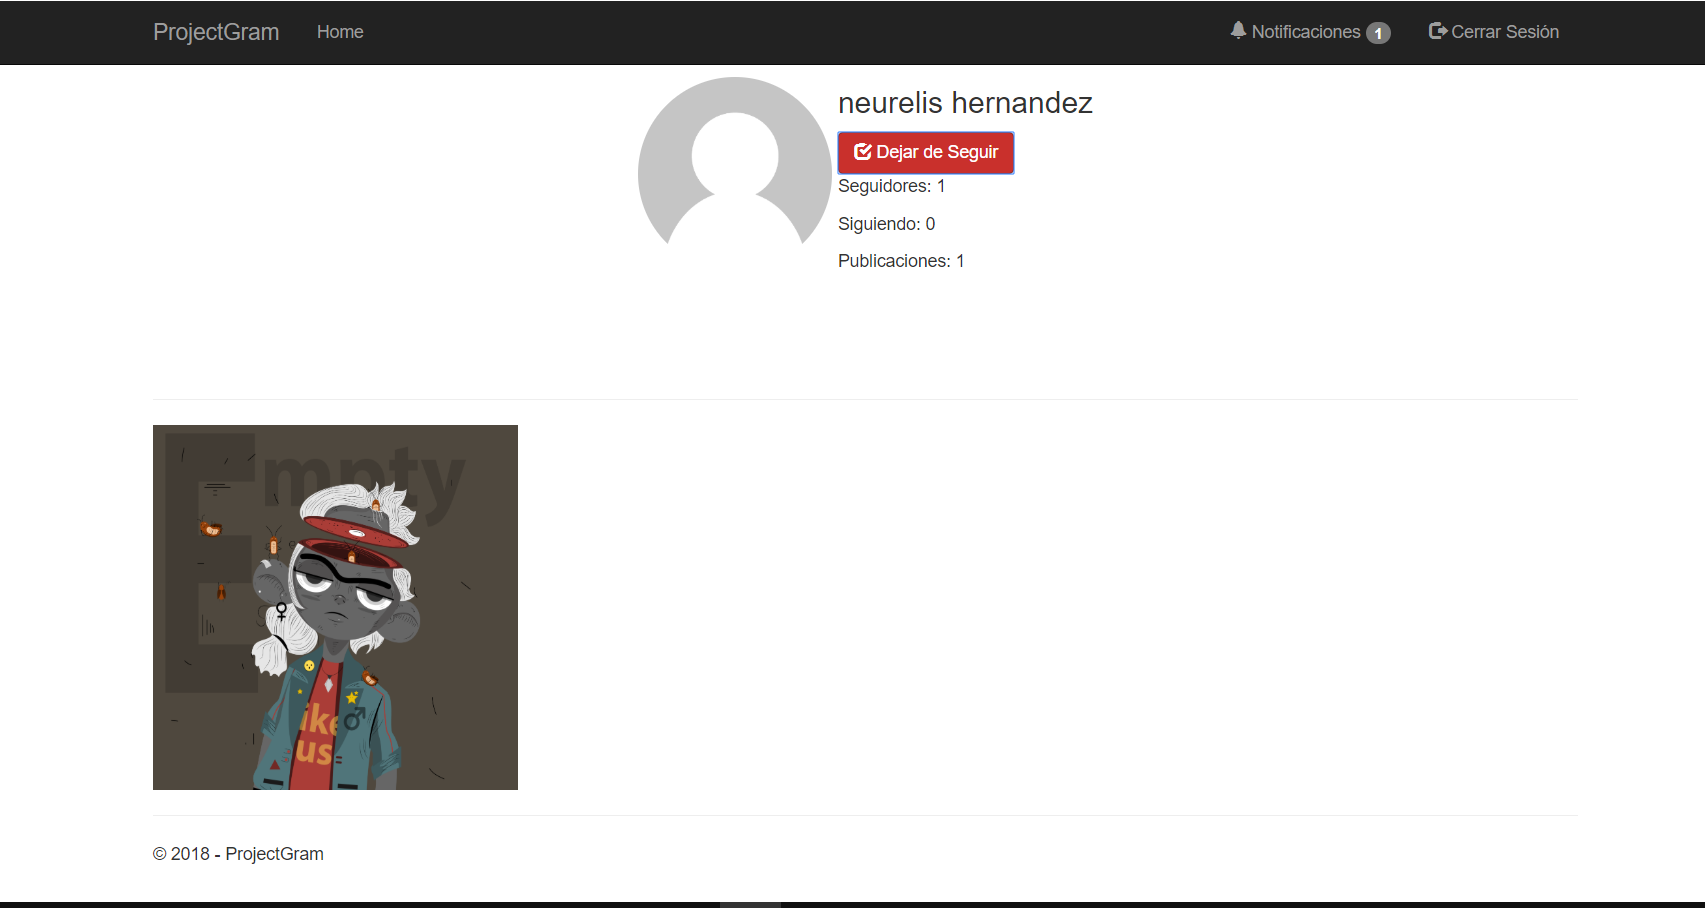 ProjectGram Home Notificaciones 1 Cerrar Sesión
neurelis hernandez
Dejar de Seguir
Seguidores: 1
Siguiendo: 0
Publicaciones: 1
Empty
ike
us
© 2018 - ProjectGram